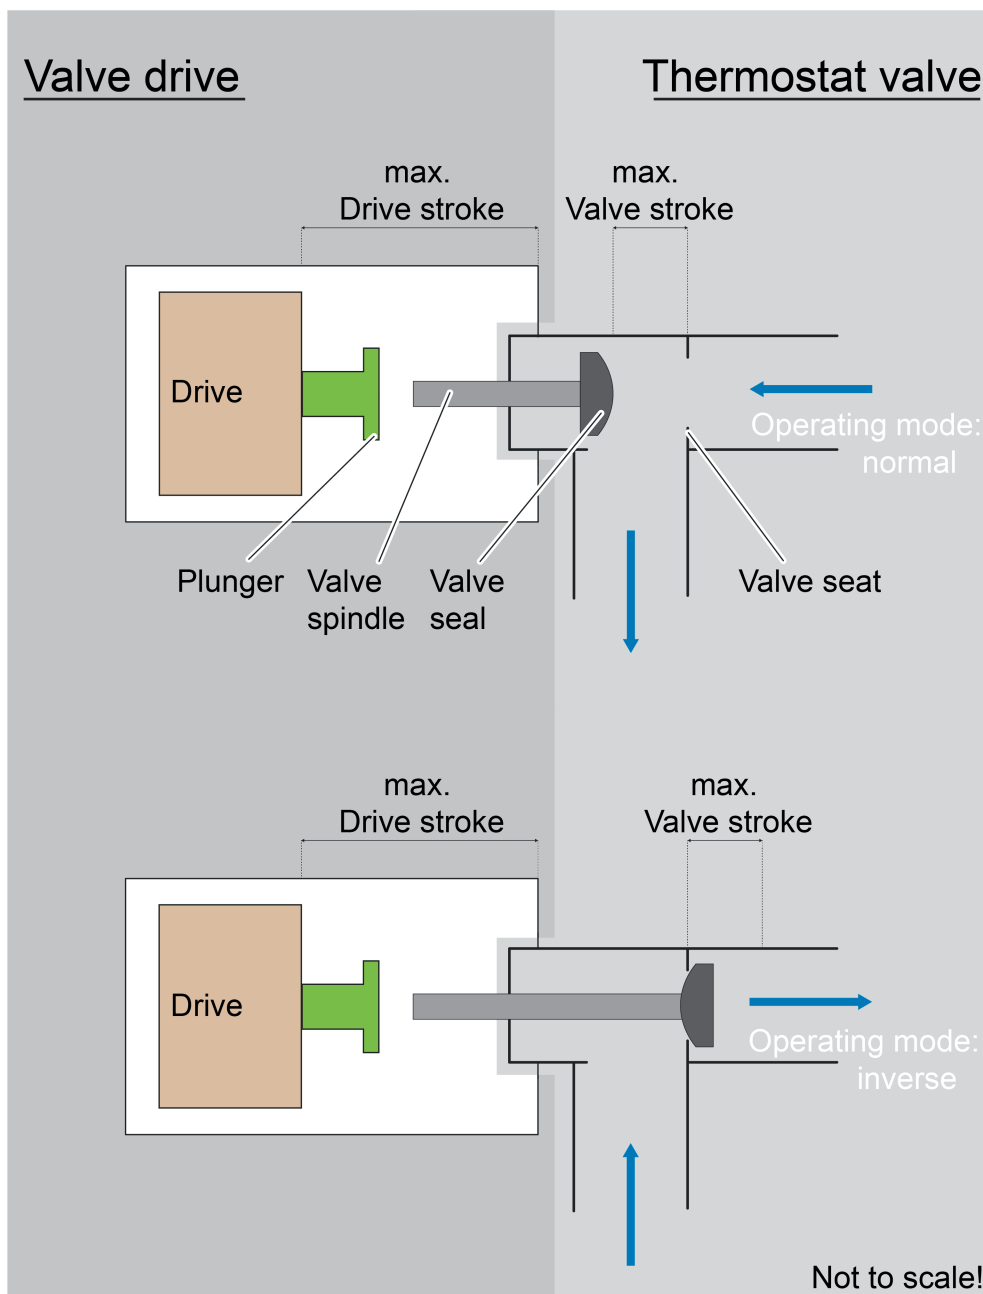 Valve drive
Thermostat valve
max.
Drive stroke
max.
Valve stroke
Drive
Operating mode:
normal
Plunger
Valve
spindle
Valve
seal
Valve seat
max.
Drive stroke
max.
Valve stroke
Drive
Operating mode:
inverse
Not to scale!